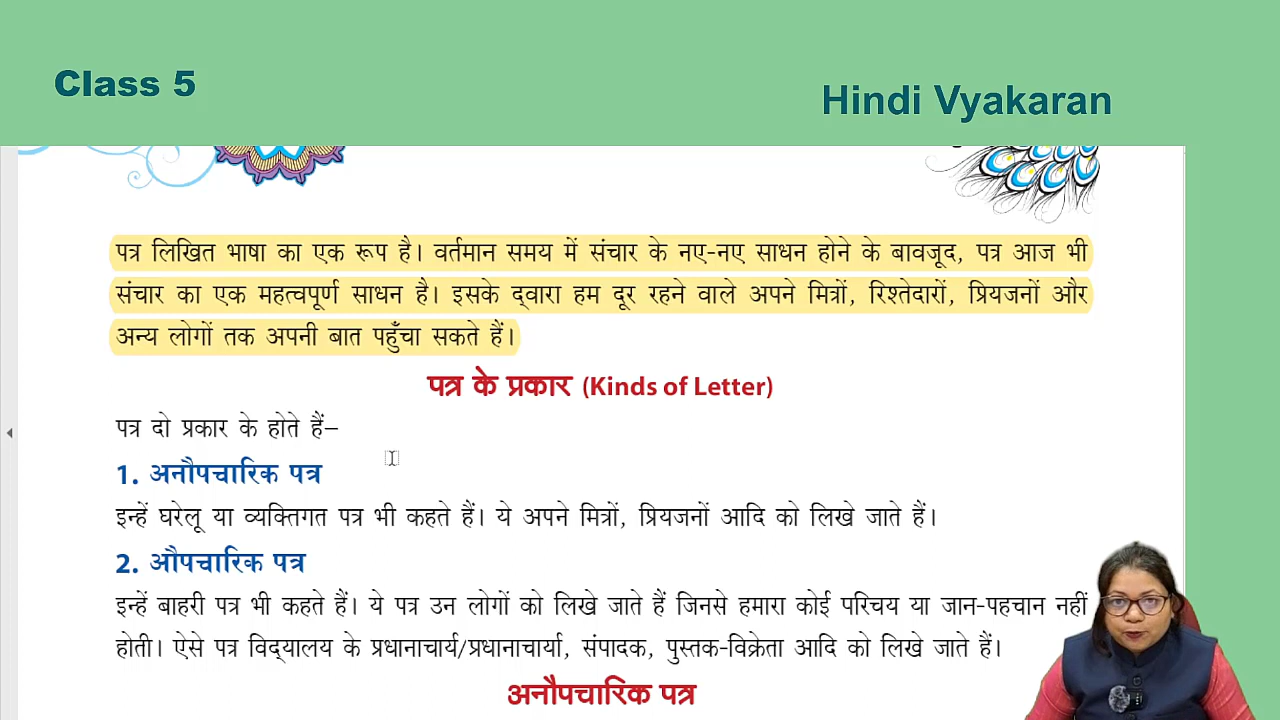 Class 5
Hindi Vyakaran
पत्र लिखित भाषा का एक रूप है। वर्तमान समय में संचार के नए-नए साधन होने के बावजूद, पत्र आज भी
संचार का एक महत्वपूर्ण साधन है। इसके द्‌वारा हम दूर रहने वाले अपने मित्रों, रिश्तेदारों, प्रियजनों और
अन्य लोगों तक अपनी बात पहुँचा सकते हैं।
पत्र के प्रकार (Kinds of Letter)
पत्र दो प्रकार के होते हैं–
1. अनौपचारिक पत्र
इन्हें घरेलू या व्यक्तिगत पत्र भी कहते हैं। ये अपने मित्रों, प्रियजनों आदि को लिखे जाते हैं।
2. औपचारिक पत्र
इन्हें बाहरी पत्र भी कहते हैं। ये पत्र उन लोगों को लिखे जाते हैं जिनसे हमारा कोई परिचय या जान-पहचान नहीं
होती। ऐसे पत्र विद्‌यालय के प्रधानाचार्य/प्रधानाचार्या, संपादक, पुस्तक-विक्रेता आदि को लिखे जाते हैं।
अनौपचारिक पत्र